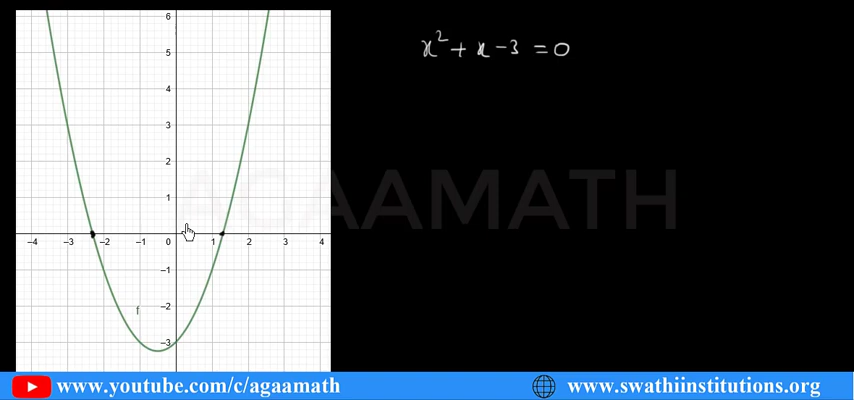 x² + x - 3 = 0
AGAAMATH
6
5
4
3
2
1
-4 -3 -2 -1 0 1 2 3 4
-1
f
-2
-3
www.youtube.com/c/agaamath
www.swathiinstitutions.org